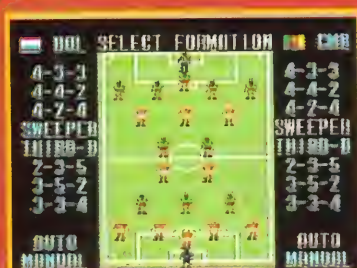 HOL SELECT FORMATION CMR
4-3-3
4-4-2
4-2-4
SWEEPER
THIRD-D
2-3-5
3-5-2
3-3-4
AUTO
MANUAL
4-3-3
4-4-2
4-2-4
SWEEPER
THIRD-D
2-3-5
3-5-2
3-3-4
AUTO
MANUAL